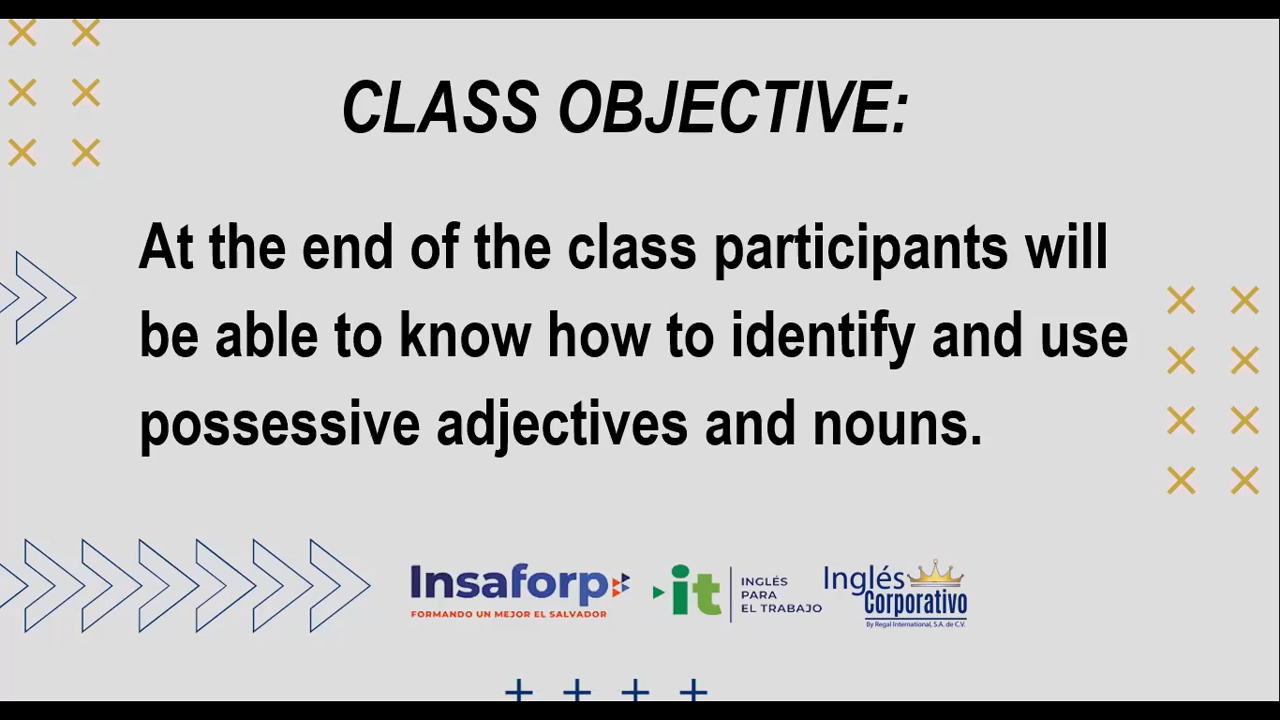 CLASS OBJECTIVE:
At the end of the class participants will
be able to know how to identify and use
possessive adjectives and nouns.
Insaforp
FORMANDO UN MEJOR EL SALVADOR
it
INGLÉS
PARA
EL TRABAJO
Inglés
Corporativo
By Regal International, S.A. de C.V.